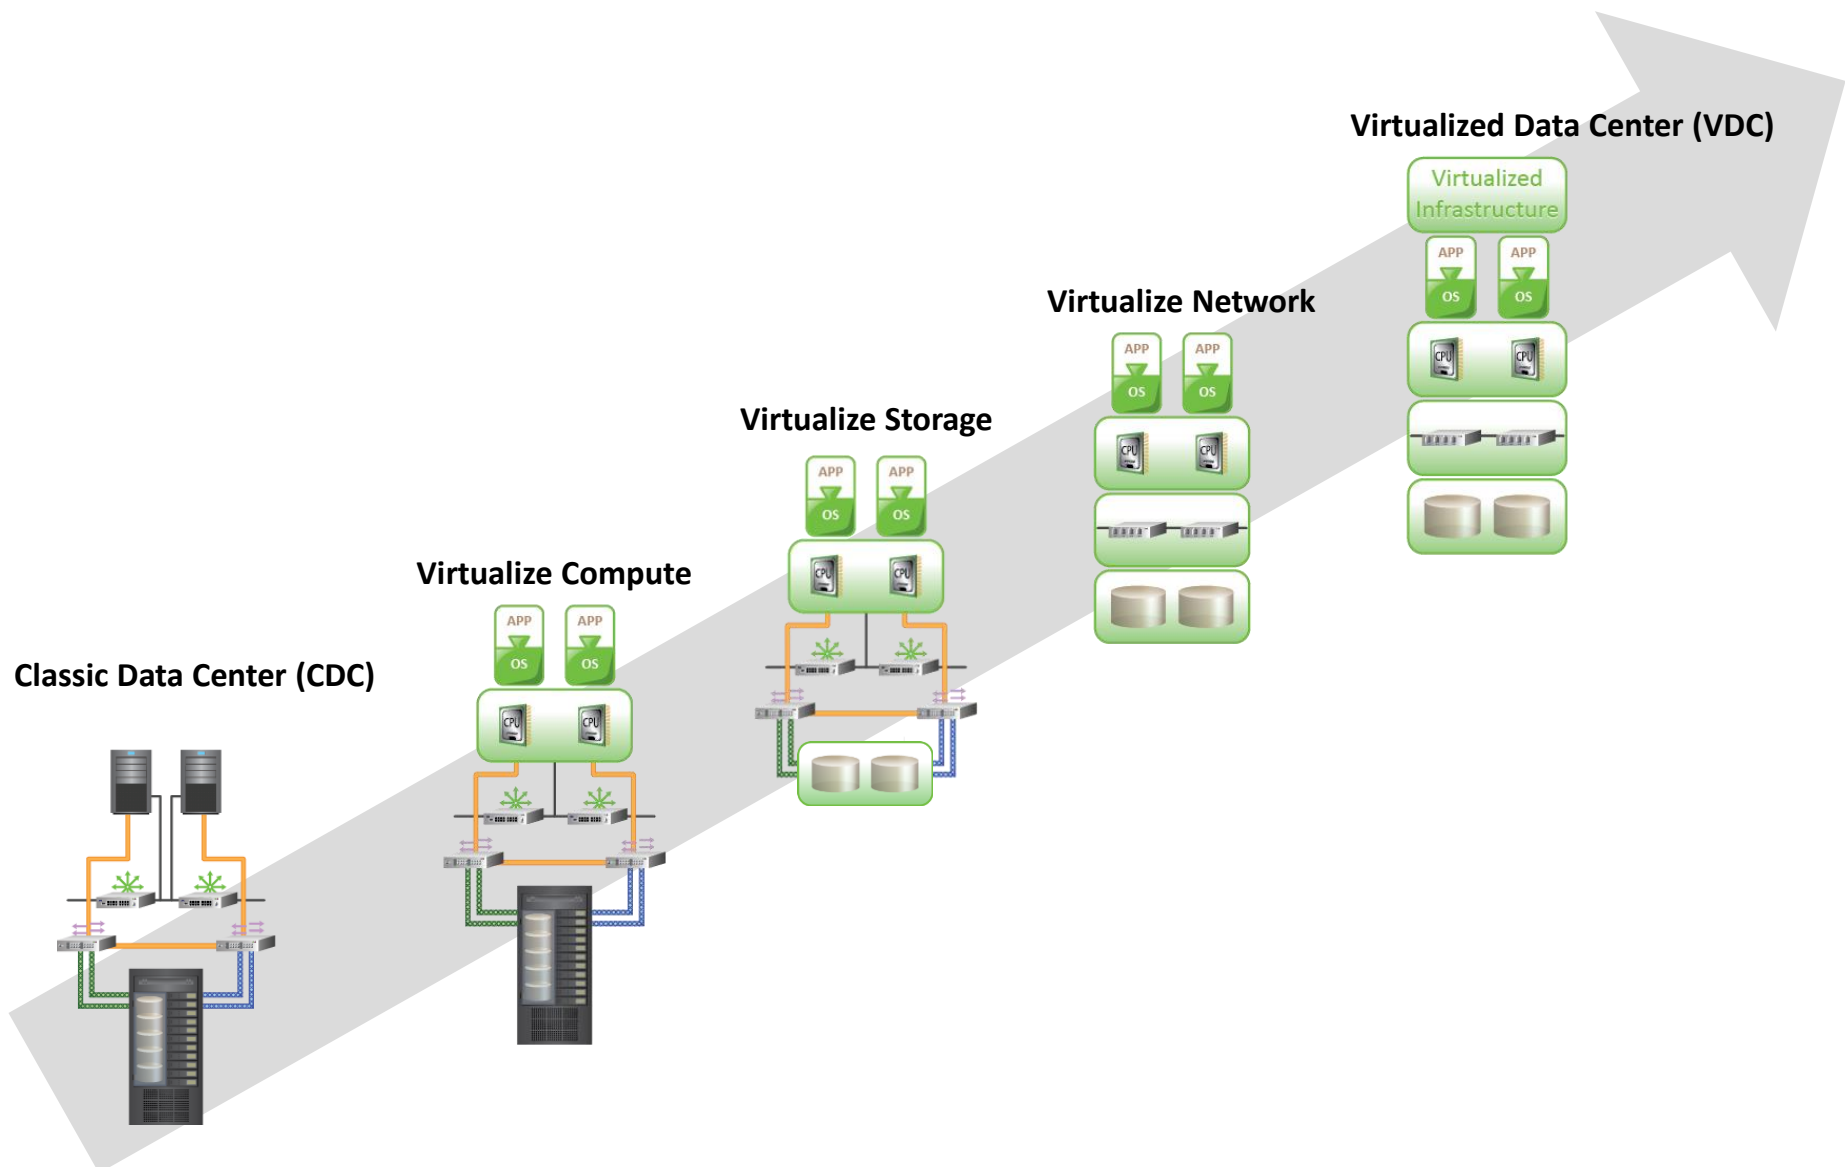 Virtualized Data Center (VDC)
Virtualized
Infrastructure
APP
APP
OS
OS
CPU
CPU
Virtualize Network
APP
APP
OS
OS
CPU
CPU
Virtualize Storage
APP
APP
OS
OS
CPU
CPU
Virtualize Compute
APP
APP
OS
OS
CPU
CPU
Classic Data Center (CDC)